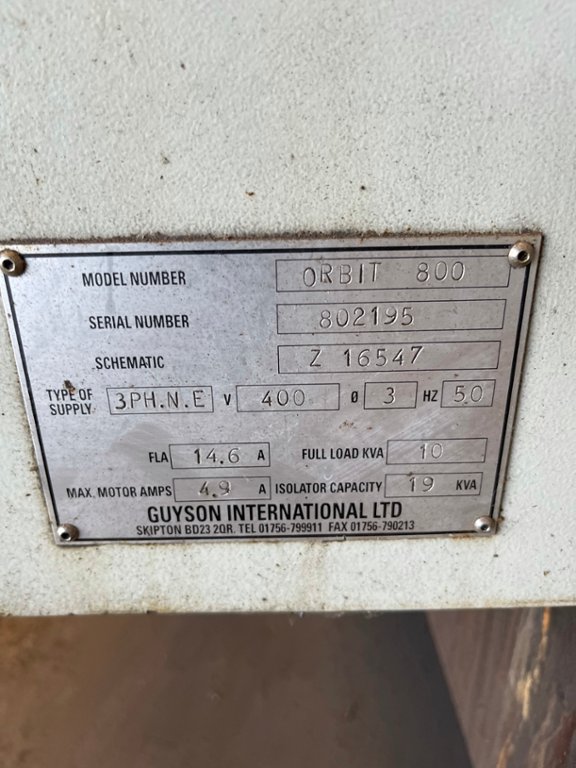 MODEL NUMBER ORBIT 800
SERIAL NUMBER 802195
SCHEMATIC Z 16547
TYPE OF SUPPLY 3PH.N.E V 400 Ø 3 HZ 50
FLA 14.6 A FULL LOAD KVA 10
MAX. MOTOR AMPS 4.9 A ISOLATOR CAPACITY 19 KVA
GUYSON INTERNATIONAL LTD
SKIPTON BD23 2QR. TEL 01756-799911 FAX 01756-790213